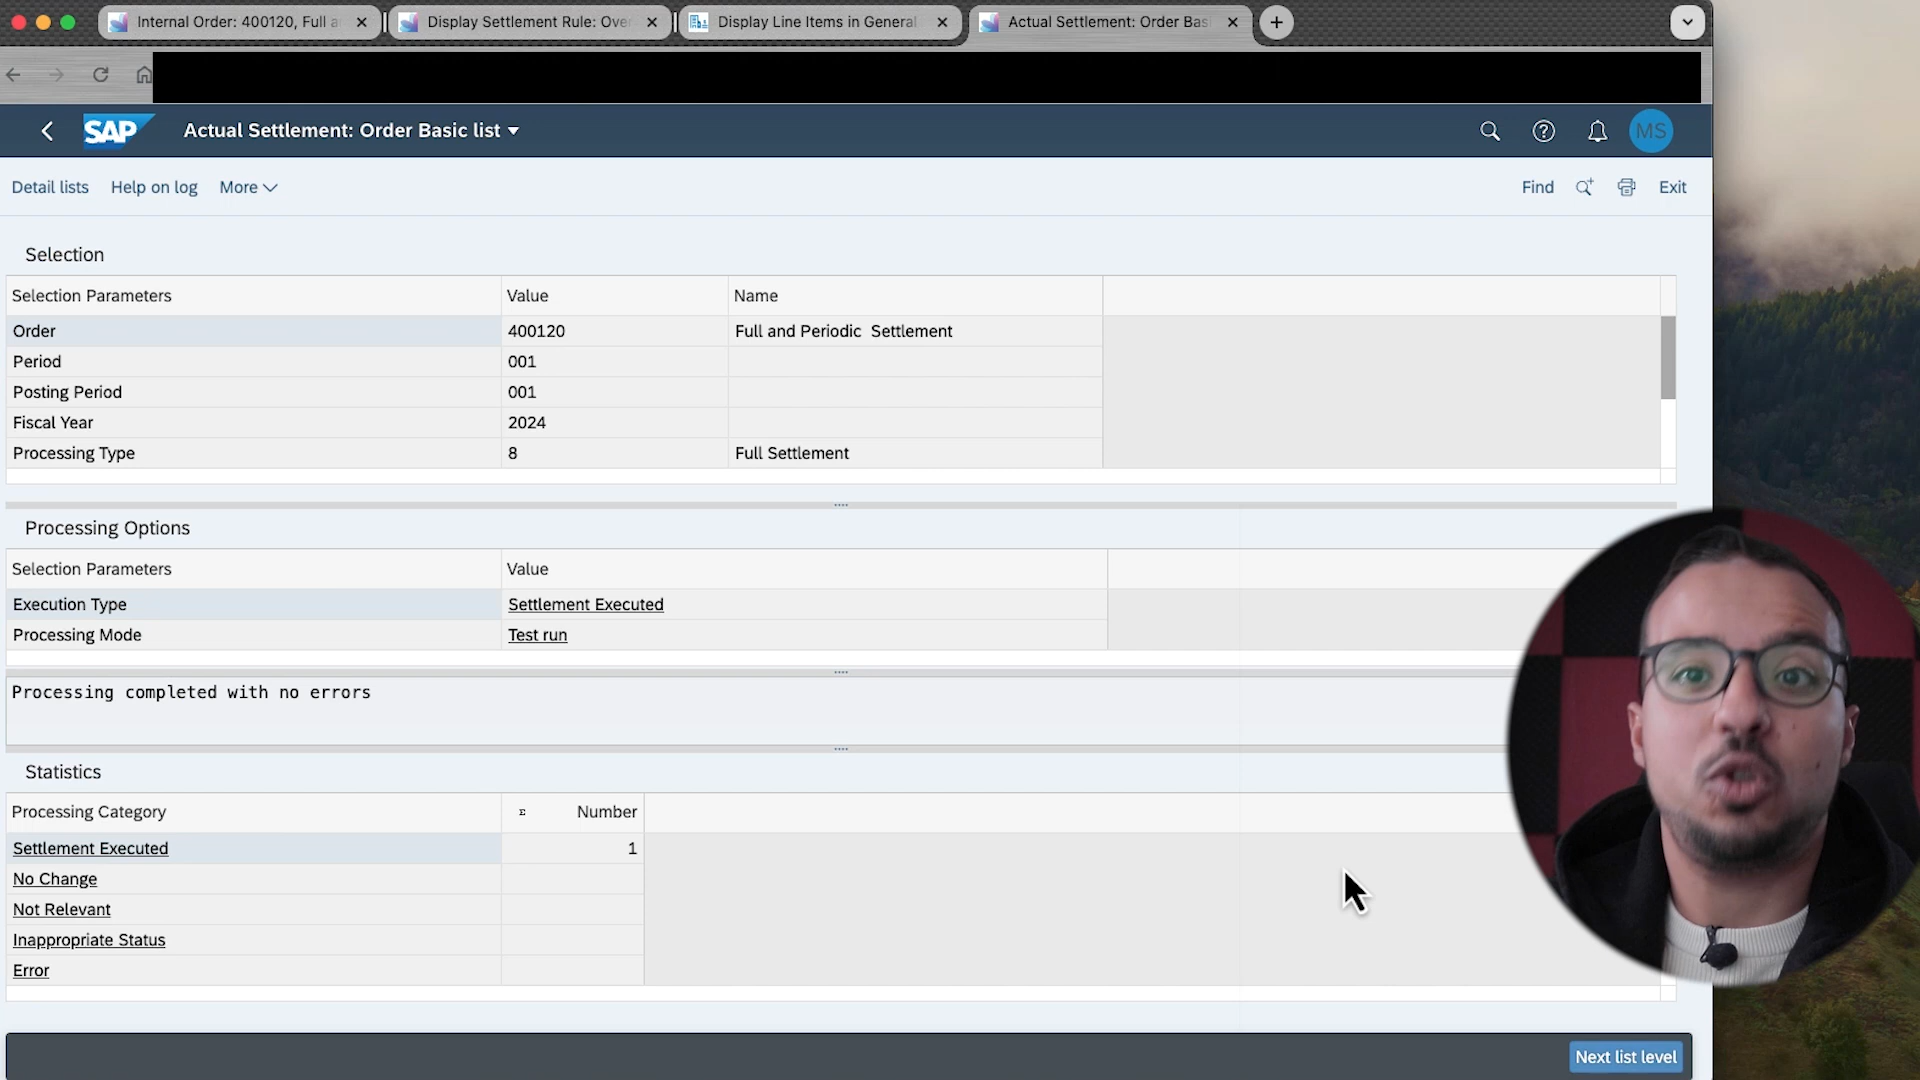 Internal Order: 400120, Full a
Display Settlement Rule: Over
Display Line Items in General
Actual Settlement: Order Bas
SAP
Actual Settlement: Order Basic list
MS
Detail lists
Help on log
More
Find
Exit
Selection
Selection Parameters Value Name
Order 400120 Full and Periodic Settlement
Period 001
Posting Period 001
Fiscal Year 2024
Processing Type 8 Full Settlement
Processing Options
Selection Parameters Value
Execution Type Settlement Executed
Processing Mode Test run
Processing completed with no errors
Statistics
Processing Category Σ Number
Settlement Executed 1
No Change
Not Relevant
Inappropriate Status
Error
Next list level